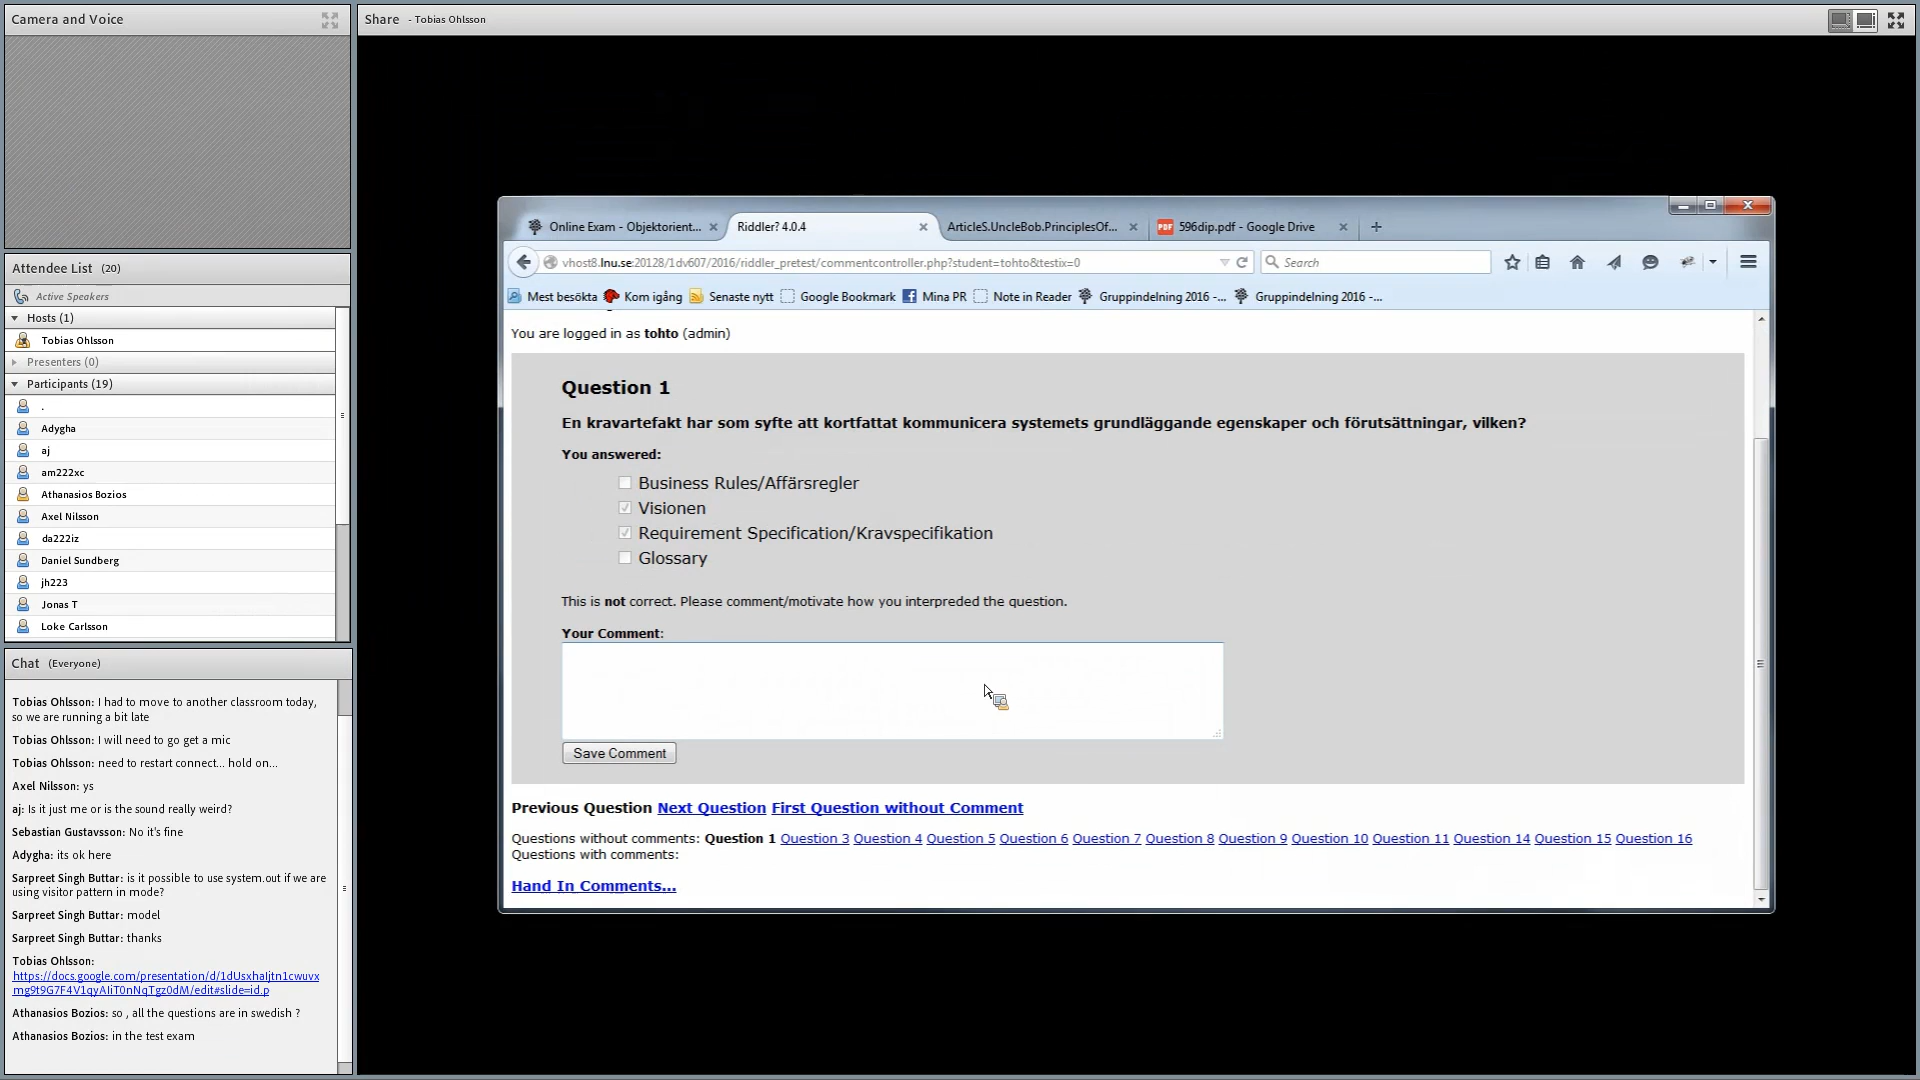 Camera and Voice
Attendee List (20)
Active Speakers
Hosts (1)
Tobias Ohlsson
Presenters (0)
Participants (19)
.
Adygha
aj
am222xc
Athanasios Bozios
Axel Nilsson
da222iz
Daniel Sundberg
jh223
Jonas T
Loke Carlsson
Chat (Everyone)
Tobias Ohlsson: I had to move to another classroom today,
so we are running a bit late
Tobias Ohlsson: I will need to go get a mic
Tobias Ohlsson: need to restart connect... hold on...
Axel Nilsson: ys
aj: Is it just me or is the sound really weird?
Sebastian Gustavsson: No it's fine
Adygha: its ok here
Sarpreet Singh Buttar: is it possible to use system.out if we are
using visitor pattern in mode?
Sarpreet Singh Buttar: model
Sarpreet Singh Buttar: thanks
Tobias Ohlsson:
https://docs.google.com/presentation/d/1dUsxhaIjtn1cwuvx
mg9t9G7F4V1qyAIiT0nNqTgz0dM/edit#slide=id.p
Athanasios Bozios: so , all the questions are in swedish ?
Athanasios Bozios: in the test exam
Share - Tobias Ohlsson
Online Exam - Objektorient...
Riddler? 4.0.4
ArticleS.UncleBob.PrinciplesOf...
PDF 596dip.pdf - Google Drive
vhost8.lnu.se:20128/1dv607/2016/riddler_pretest/commentcontroller.php?student=tohto&testix=0
Search
Mest besökta Kom igång Senaste nytt Google Bookmark Mina PR Note in Reader Gruppindelning 2016 -... Gruppindelning 2016 -...
You are logged in as tohto (admin)
Question 1
En kravartefakt har som syfte att kortfattat kommunicera systemets grundläggande egenskaper och förutsättningar, vilken?
You answered:
Business Rules/Affärsregler
Visionen
Requirement Specification/Kravspecifikation
Glossary
This is not correct. Please comment/motivate how you interpreded the question.
Your Comment:
Save Comment
Previous Question Next Question First Question without Comment
Questions without comments: Question 1 Question 3 Question 4 Question 5 Question 6 Question 7 Question 8 Question 9 Question 10 Question 11 Question 14 Question 15 Question 16
Questions with comments:
Hand In Comments...